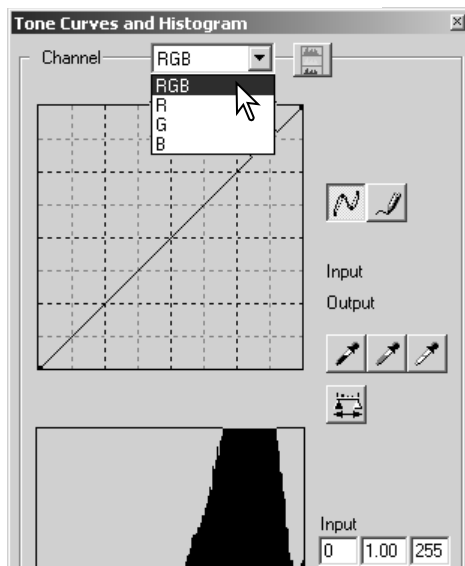 Tone Curves and Histogram
Channel RGB
RGB
R
G
B
Input
Output
Input
0 1.00 255